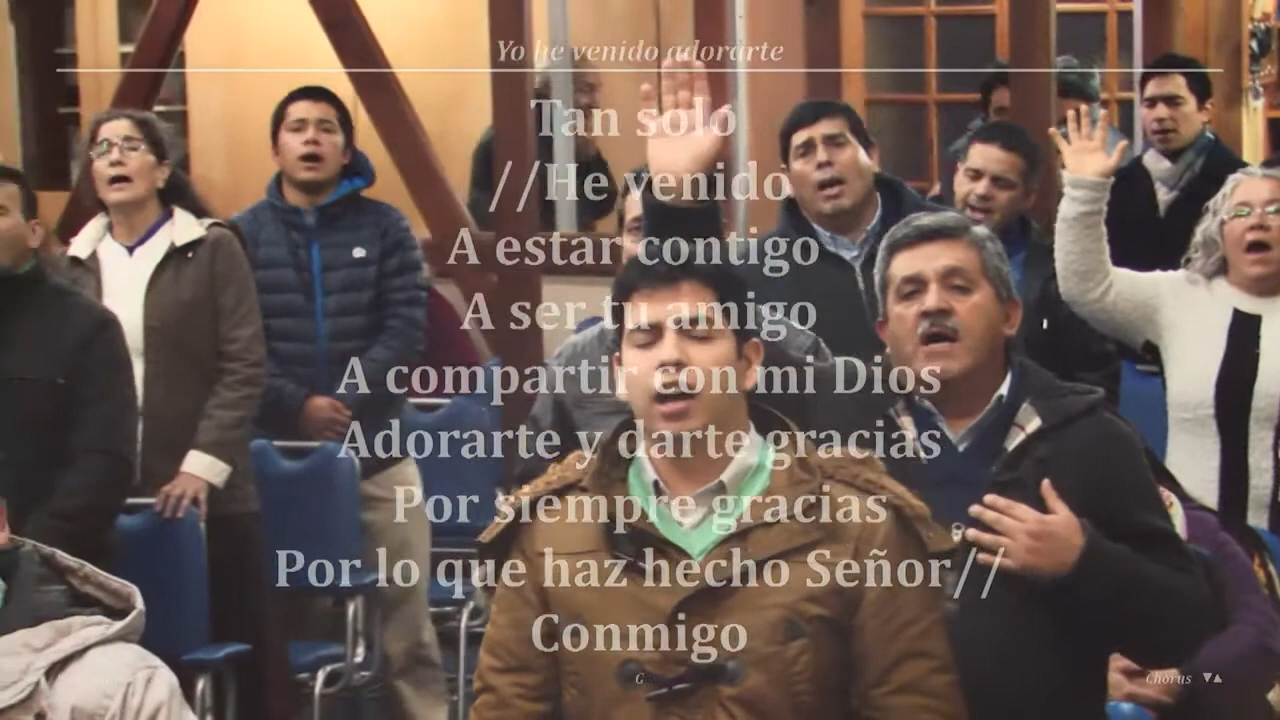 Yo he venido adorarte
Tan solo
//He venido
A estar contigo
A ser tu amigo
A compartir con mi Dios
Adorarte y darte gracias
Por siempre gracias
Por lo que haz hecho Señor//
Conmigo
G
Chorus ▼▲